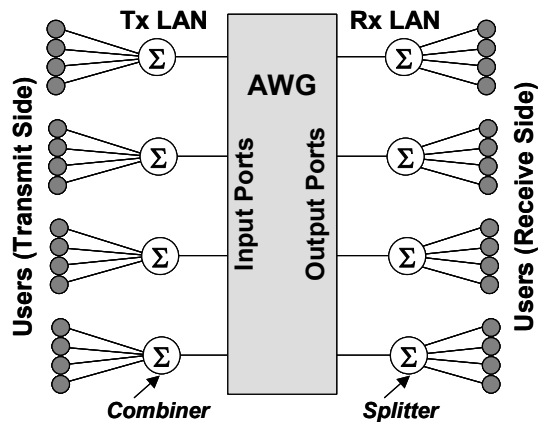 Tx LAN
Rx LAN
AWG
Users (Transmit Side)
Σ
Σ
Σ
Σ
Input Ports
Output Ports
Σ
Σ
Σ
Σ
Users (Receive Side)
Combiner
Splitter